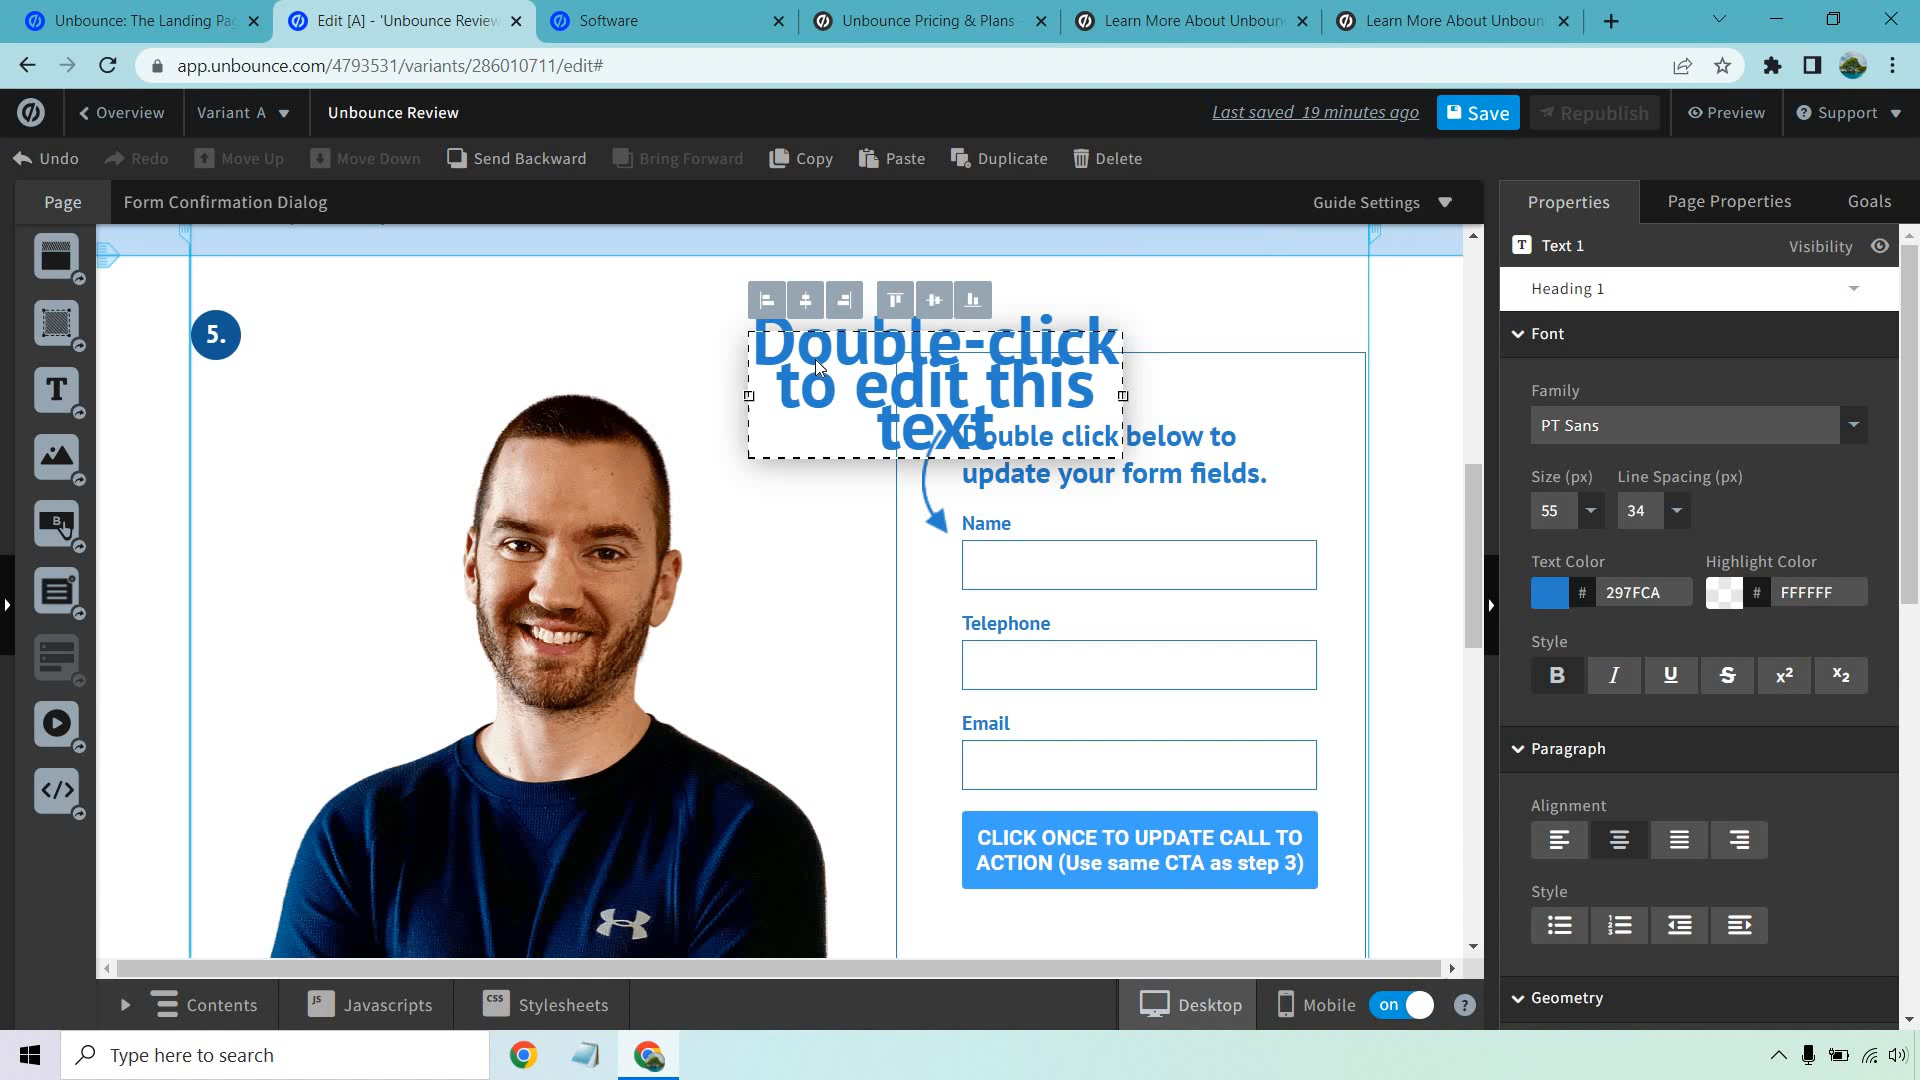 Unbounce: The Landing Pa
Edit [A] - 'Unbounce Review
Software
Unbounce Pricing & Plans -
Learn More About Unboun
Learn More About Unboun
app.unbounce.com/4793531/variants/286010711/edit#
Overview
Variant A
Unbounce Review
Last saved 19 minutes ago
Save
Republish
Preview
Support
Undo
Redo
Move Up
Move Down
Send Backward
Bring Forward
Copy
Paste
Duplicate
Delete
Page
Form Confirmation Dialog
Guide Settings
Properties
Page Properties
Goals
T Text 1
Visibility
Heading 1
Font
Family
PT Sans
Size (px)
Line Spacing (px)
55
34
Text Color
Highlight Color
# 297FCA
# FFFFFF
Style
B I U S x² x₂
Paragraph
Alignment
Style
Geometry
5.
Double-click
to edit this
text
Double click below to
update your form fields.
Name
Telephone
Email
CLICK ONCE TO UPDATE CALL TO
ACTION (Use same CTA as step 3)
T
B
</>
Contents
JS Javascripts
CSS Stylesheets
Desktop
Mobile
on
?
Type here to search